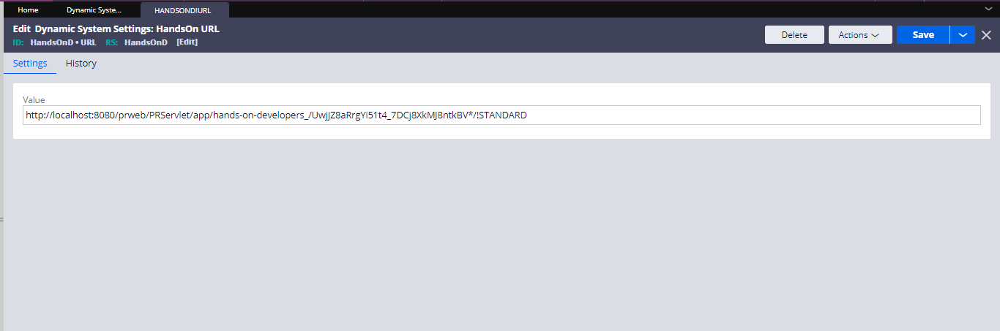 Home Dynamic Syste... HANDSOND!URL
Edit Dynamic System Settings: HandsOn URL
ID: HandsOnD • URL RS: HandsOnD [Edit]
Delete Actions Save
Settings History
Value
http://localhost:8080/prweb/PRServlet/app/hands-on-developers_/UwjjZ8aRrgYi51t4_7DCj8XkMJ8ntkBV*/!STANDARD